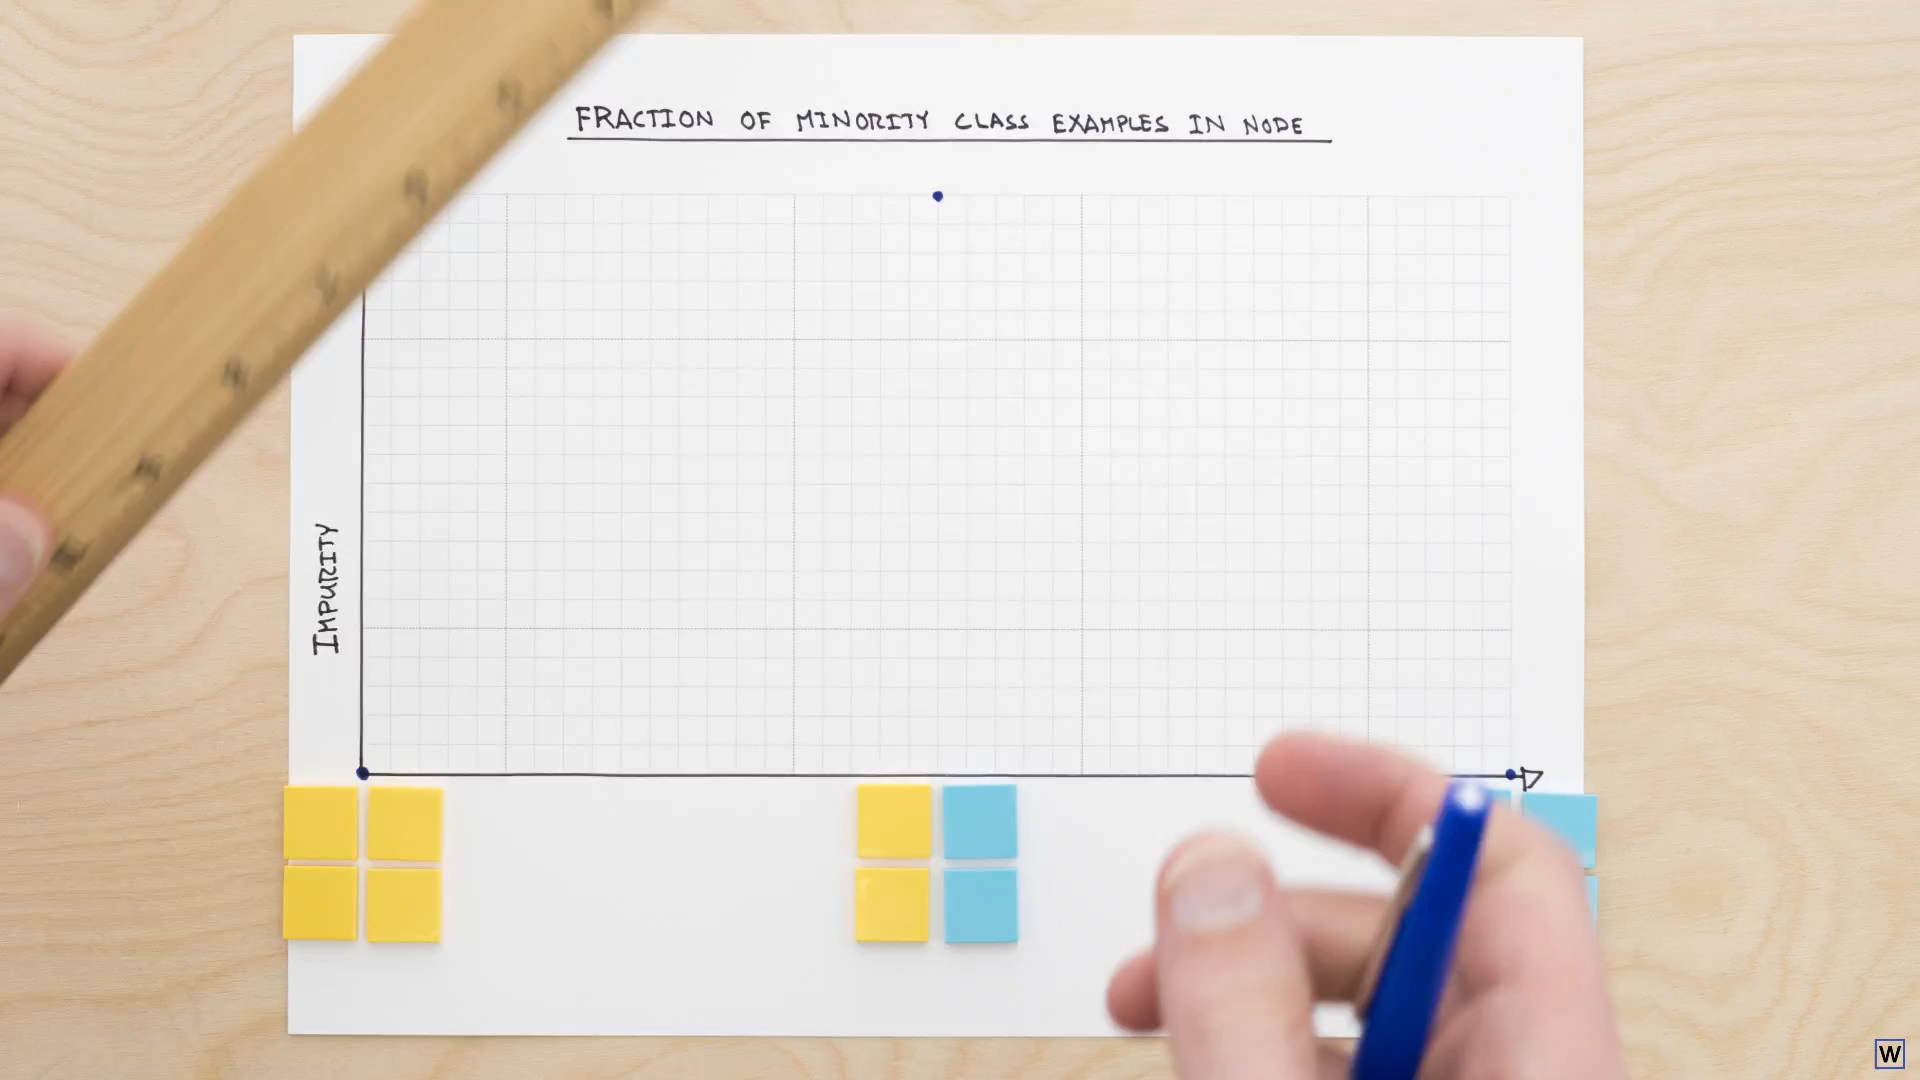 FRACTION OF MINORITY CLASS EXAMPLES IN NODE
IMPURITY
W